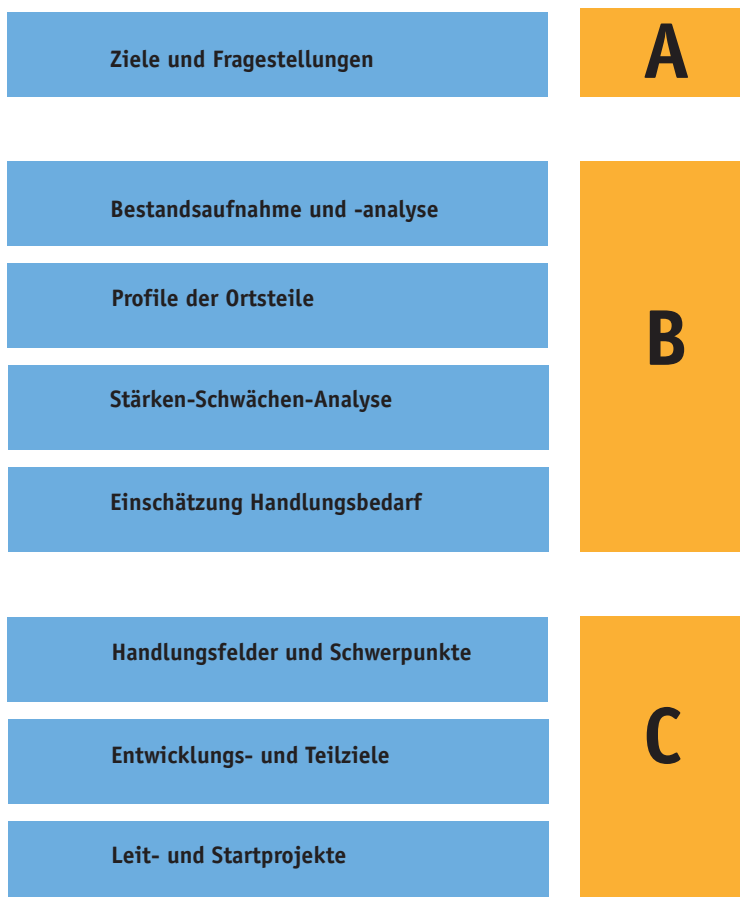 Ziele und Fragestellungen
A
Bestandsaufnahme und -analyse
Profile der Ortsteile
Stärken-Schwächen-Analyse
Einschätzung Handlungsbedarf
B
Handlungsfelder und Schwerpunkte
Entwicklungs- und Teilziele
Leit- und Startprojekte
C